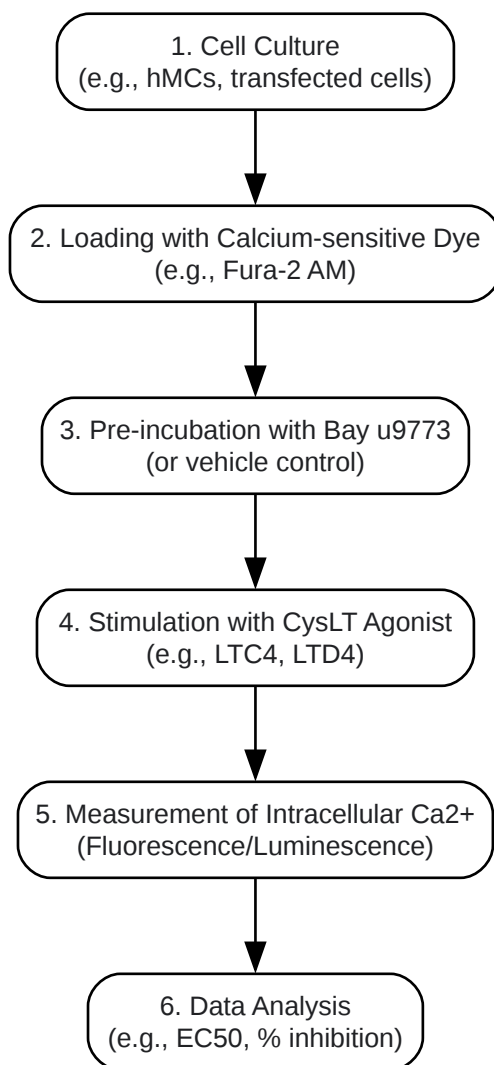 1. Cell Culture
(e.g., hMCs, transfected cells)
2. Loading with Calcium-sensitive Dye
(e.g., Fura-2 AM)
3. Pre-incubation with Bay u9773
(or vehicle control)
4. Stimulation with CysLT Agonist
(e.g., LTC4, LTD4)
5. Measurement of Intracellular Ca2+
(Fluorescence/Luminescence)
6. Data Analysis
(e.g., EC50, % inhibition)